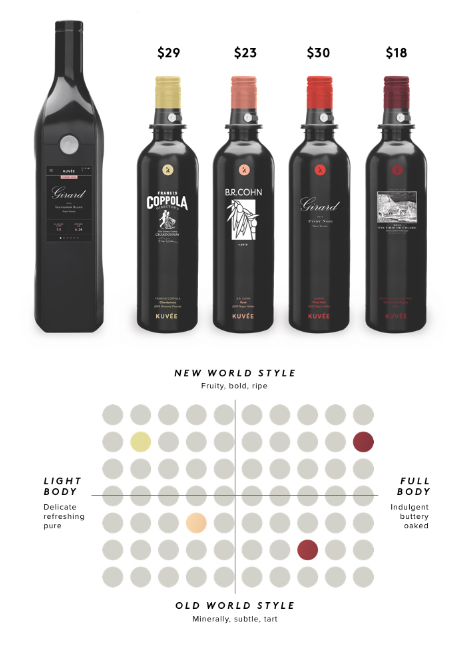 $29
$23
$30
$18
KUVÉE
Girard
FRANCIS
COPPOLA
B.R.COHN
Girard
KUVÉE
KUVÉE
KUVÉE
KUVÉE
NEW WORLD STYLE
Fruity, bold, ripe
LIGHT
BODY
Delicate
refreshing
pure
FULL
BODY
Indulgent
buttery
oaked
OLD WORLD STYLE
Minerally, subtle, tart